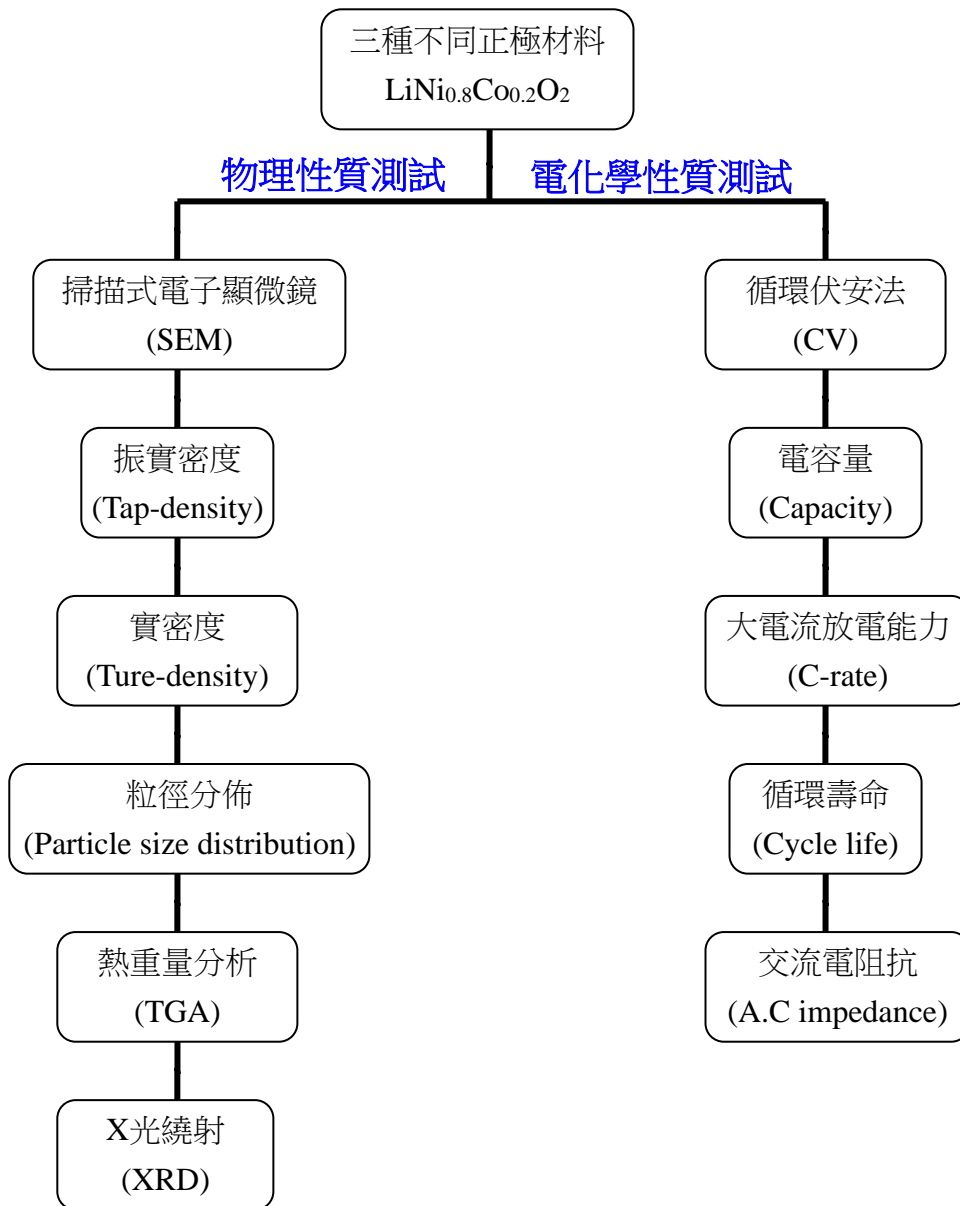 三種不同正極材料
LiNi0.8Co0.2O2
物理性質測試
電化學性質測試
掃描式電子顯微鏡
(SEM)
振實密度
(Tap-density)
實密度
(Ture-density)
粒徑分佈
(Particle size distribution)
熱重量分析
(TGA)
X光繞射
(XRD)
循環伏安法
(CV)
電容量
(Capacity)
大電流放電能力
(C-rate)
循環壽命
(Cycle life)
交流電阻抗
(A.C impedance)